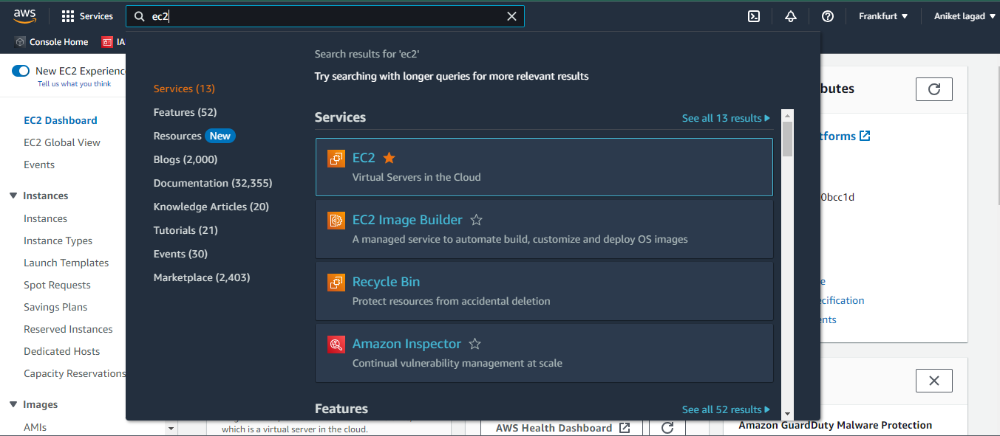 aws
Services
ec2
Frankfurt
Aniket lagad
Console Home
IA
New EC2 Experienc
Tell us what you think
EC2 Dashboard
EC2 Global View
Events
Instances
Instances
Instance Types
Launch Templates
Spot Requests
Savings Plans
Reserved Instances
Dedicated Hosts
Capacity Reservations
Images
AMIs
Services (13)
Features (52)
Resources New
Blogs (2,000)
Documentation (32,355)
Knowledge Articles (20)
Tutorials (21)
Events (30)
Marketplace (2,403)
Search results for 'ec2'
Try searching with longer queries for more relevant results
Services
See all 13 results
EC2
Virtual Servers in the Cloud
EC2 Image Builder
A managed service to automate build, customize and deploy OS images
Recycle Bin
Protect resources from accidental deletion
Amazon Inspector
Continual vulnerability management at scale
Features
See all 52 results
which is a virtual server in the cloud.
AWS Health Dashboard
butes
tforms
0bcc1d
e
ecification
ents
Amazon GuardDuty Malware Protection